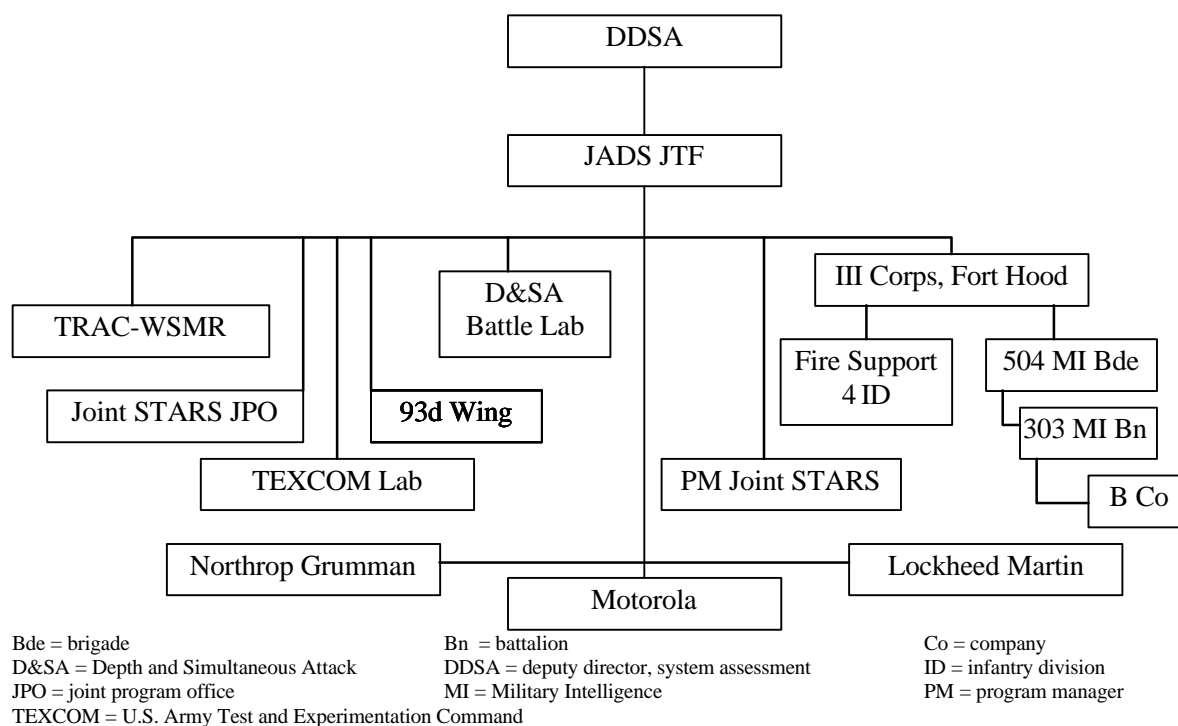 DDSA
JADS JTF
III Corps, Fort Hood
D&SA
Battle Lab
TRAC-WSMR
Fire Support
4 ID
504 MI Bde
Joint STARS JPO
93d Wing
303 MI Bn
TEXCOM Lab
PM Joint STARS
B Co
Northrop Grumman
Lockheed Martin
Motorola
Bde = brigade
Bn = battalion
Co = company
D&SA = Depth and Simultaneous Attack
DDSA = deputy director, system assessment
ID = infantry division
JPO = joint program office
MI = Military Intelligence
PM = program manager
TEXCOM = U.S. Army Test and Experimentation Command